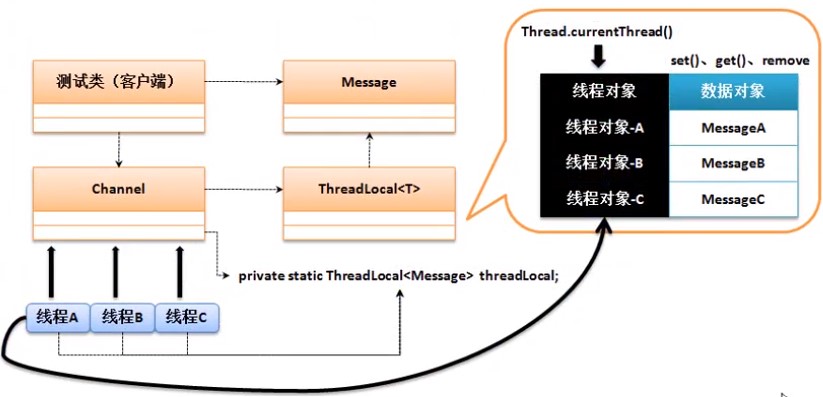 Thread.currentThread()
set()、get()、remove
测试类（客户端）
Message
线程对象
数据对象
线程对象-A
MessageA
线程对象-B
MessageB
线程对象-C
MessageC
Channel
ThreadLocal<T>
private static ThreadLocal<Message> threadLocal;
线程A
线程B
线程C